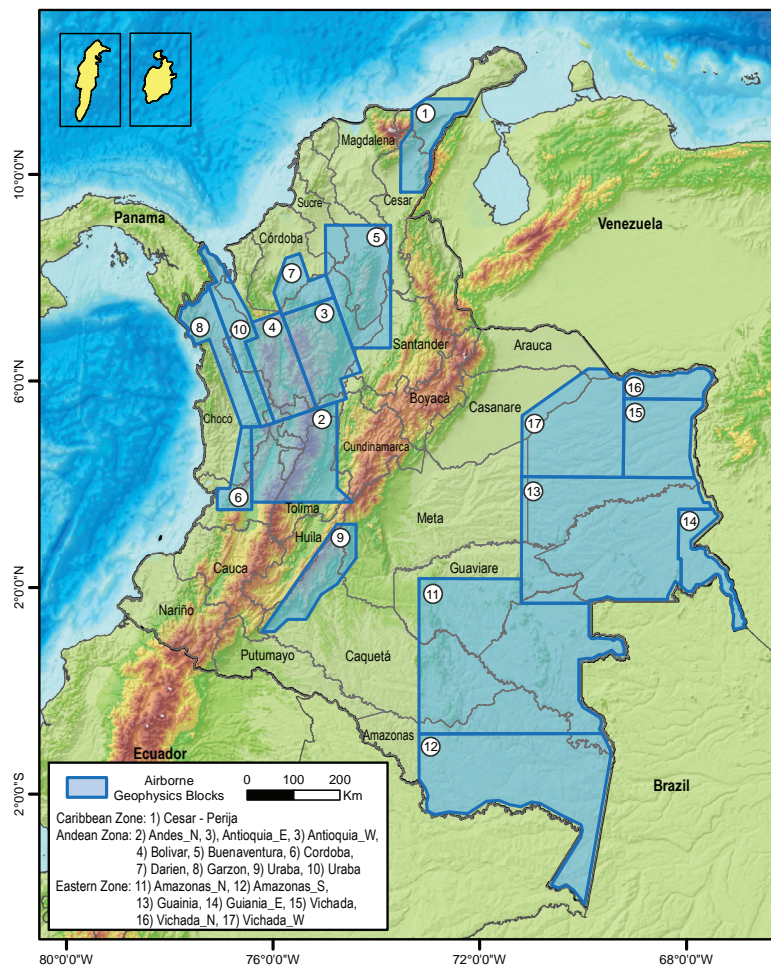 1
Magdalena
10°0'0"N
Cesar
Sucre
Panama
Venezuela
Córdoba
5
7
3
8
10
4
Santander
Arauca
6°0'0"N
16
Boyacá
15
Chocó
Casanare
2
17
Cundinamarca
6
13
Tolima
Meta
14
Huila
9
Cauca
Guaviare
2°0'0"N
11
Nariño
Putumayo
Caquetá
Amazonas
12
Ecuador
Brazil
2°0'0"S
Airborne
Geophysics Blocks
0 100 200
Km
Caribbean Zone: 1) Cesar - Perija
Andean Zone: 2) Andes_N, 3), Antioquia_E, 3) Antioquia_W,
4) Bolivar, 5) Buenaventura, 6) Cordoba,
7) Darien, 8) Garzon, 9) Uraba, 10) Uraba
Eastern Zone: 11) Amazonas_N, 12) Amazonas_S,
13) Guainia, 14) Guiania_E, 15) Vichada,
16) Vichada_N, 17) Vichada_W
80°0'0"W 76°0'0"W 72°0'0"W 68°0'0"W